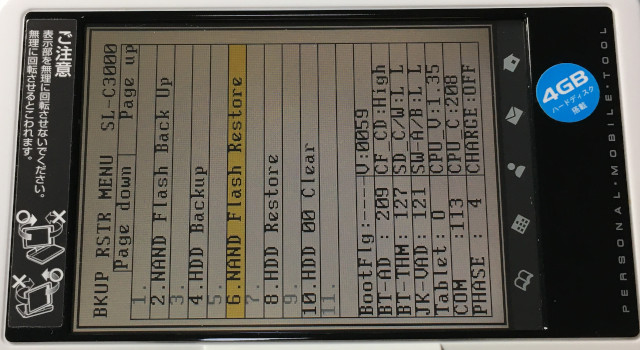 BKUP RSTR MENU SL-C3000
Page down Page up
1.
2.NAND Flash Back Up
3.
4.HDD Backup
5.
6.NAND Flash Restore
7.
8.HDD Restore
9.
10.HDD 00 Clear
11.
BootFlg:----V:0059
BT-AD : 209 CF_CD:High
BT-THM: 127 SD C/W:L L
JK-VAD: 121 SW-A/B:L L
Tablet: 0 CPU_V:1.35
COM :113 CPU_C:208
PHASE : 4 CHARGE:OFF
ご注意
表示部を無理に回転させないでください。
無理に回転させるとこわれます。
4GB
ハードディスク
搭載
PERSONAL・MOBILE・TOOL